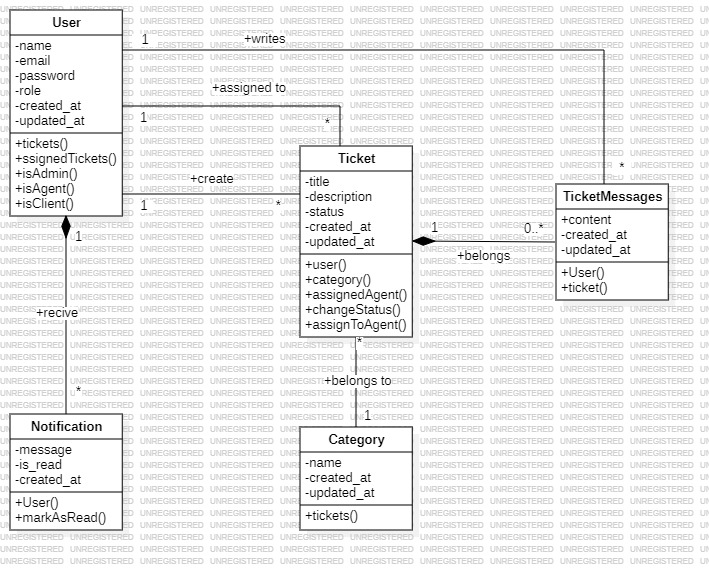 User
-name
-email
-password
-role
-created_at
-updated_at
+tickets()
+ssignedTickets()
+isAdmin()
+isAgent()
+isClient()
1
+writes
*
+assigned to
1
*
+create
1
*
Ticket
-title
-description
-status
-created_at
-updated_at
+user()
+category()
+assignedAgent()
+changeStatus()
+assignToAgent()
TicketMessages
+content
-created_at
-updated_at
+User()
+ticket()
1
0..*
+belongs
1
+recive
*
*
+belongs to
1
Notification
-message
-is_read
-created_at
+User()
+markAsRead()
Category
-name
-created_at
-updated_at
+tickets()
UNREGISTERED